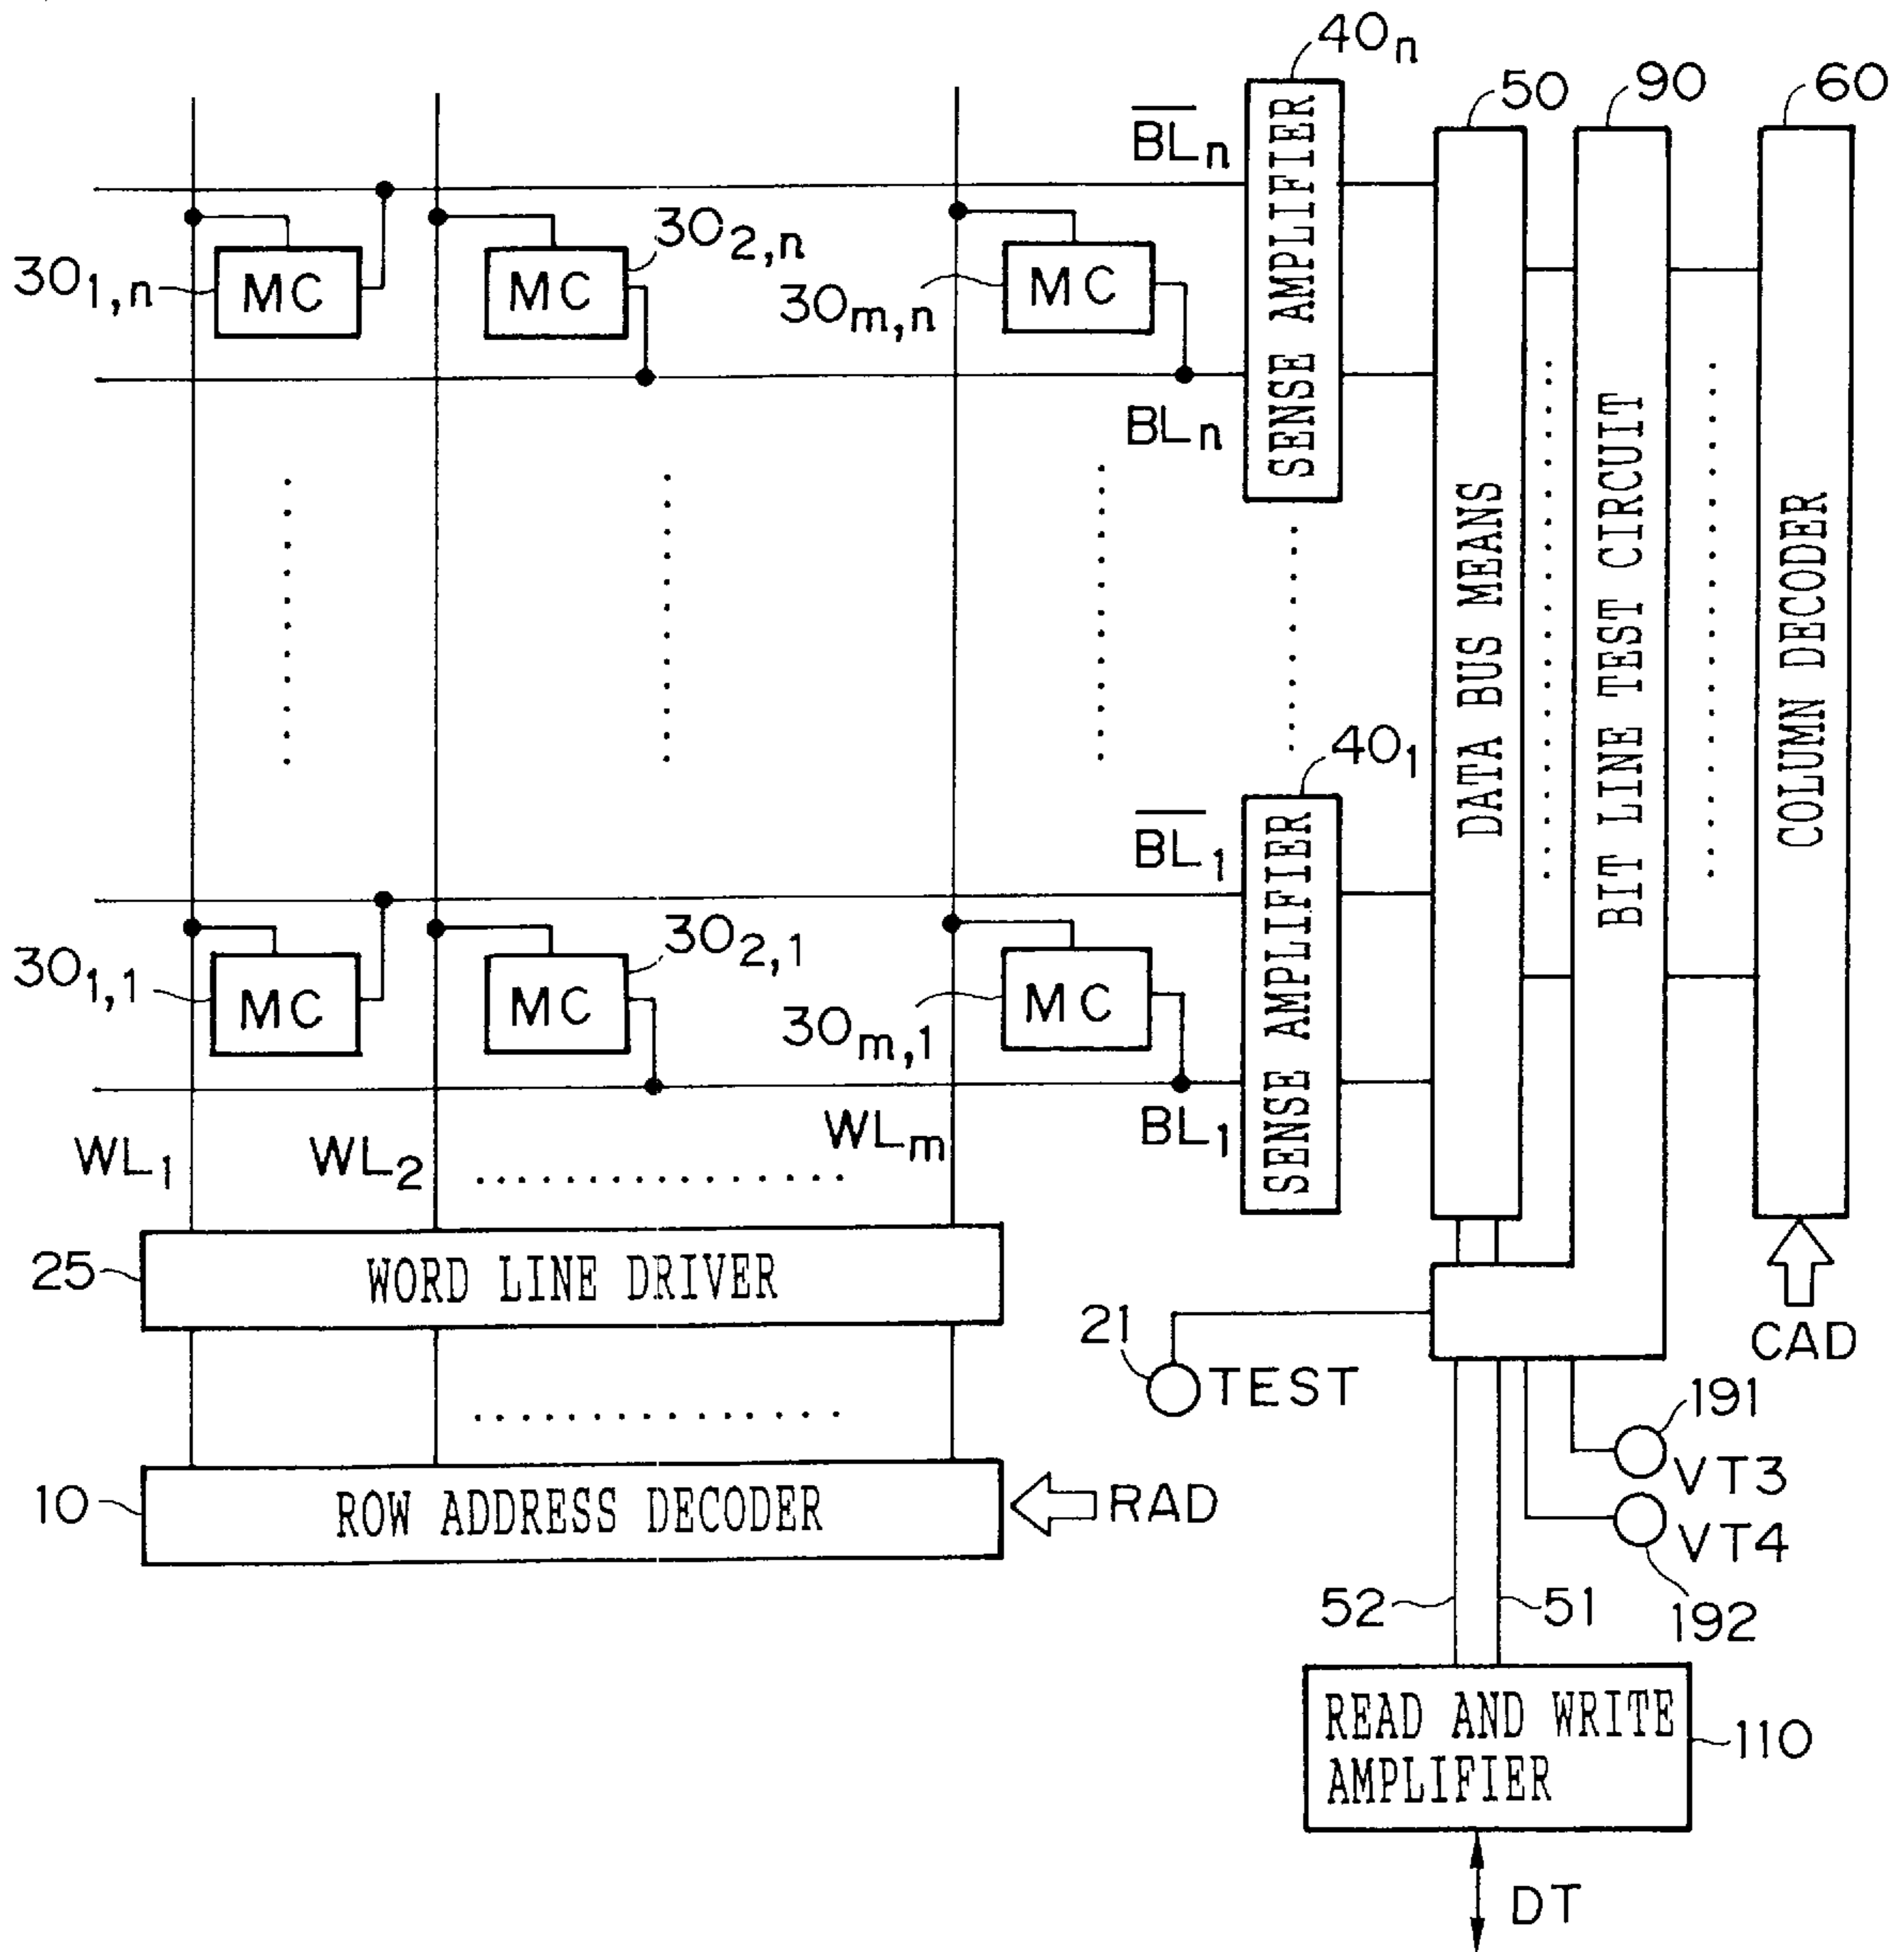 40n
50
90
60
B̅L̅n
SENSE AMPLIFIER
DATA BUS MEANS
BIT LINE TEST CIRCUIT
COLUMN DECODER
301,n
MC
302,n
MC
30m,n
MC
BLn
401
B̅L̅1
SENSE AMPLIFIER
301,1
MC
302,1
MC
30m,1
MC
BL1
WL1
WL2
WLm
25
WORD LINE DRIVER
21
TEST
CAD
191
VT3
10
ROW ADDRESS DECODER
RAD
VT4
192
52
51
READ AND WRITE
AMPLIFIER
110
DT